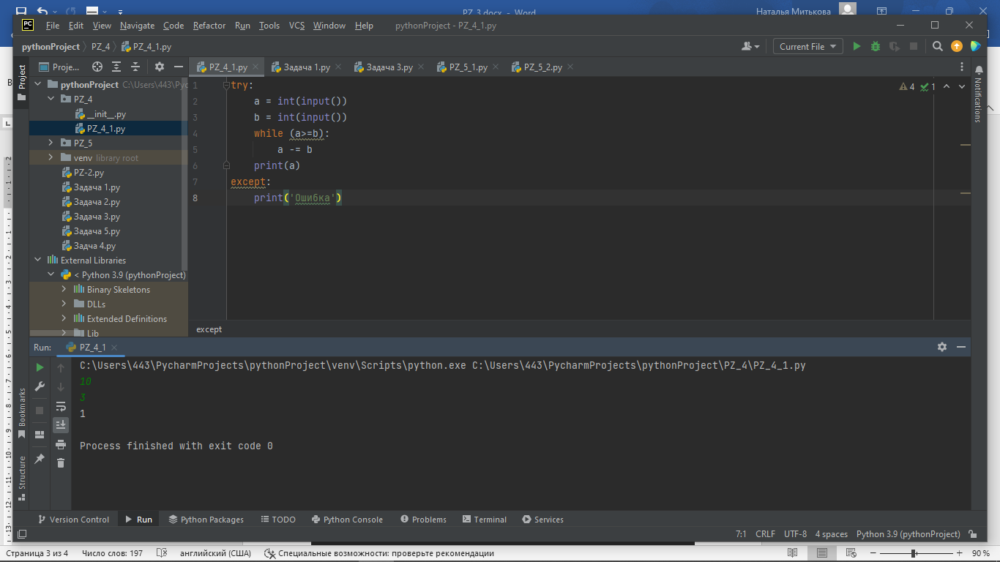 PZ_3.docx - Word
Наталья Митькова
File Edit View Navigate Code Refactor Run Tools VCS Window Help pythonProject - PZ_4_1.py
pythonProject PZ_4 PZ_4_1.py
Current File
Project
Proje...
PZ_4_1.py Задача 1.py Задача 3.py PZ_5_1.py PZ_5_2.py
pythonProject C:\Users\443\Pyc
PZ_4
__init__.py
PZ_4_1.py
PZ_5
venv library root
PZ-2.py
Задача 1.py
Задача 2.py
Задача 3.py
Задача 5.py
Задча 4.py
External Libraries
< Python 3.9 (pythonProject)
Binary Skeletons
DLLs
Extended Definitions
Lib
1 try:
2 a = int(input())
3 b = int(input())
4 while (a>=b):
5 a -= b
6 print(a)
7 except:
8 print('Ошибка')
4 1
Notifications
except
Run: PZ_4_1
C:\Users\443\PycharmProjects\pythonProject\venv\Scripts\python.exe C:\Users\443\PycharmProjects\pythonProject\PZ_4\PZ_4_1.py
10
3
1
Process finished with exit code 0
Bookmarks
Structure
Version Control Run Python Packages TODO Python Console Problems Terminal Services
7:1 CRLF UTF-8 4 spaces Python 3.9 (pythonProject)
Страница 3 из 4 Число слов: 197 английский (США) Специальные возможности: проверьте рекомендации
90 %